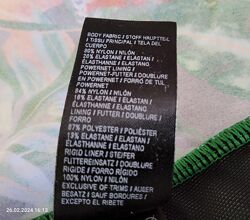 BODY FABRIC / STOFF HAUPTTEIL
/ TISSU PRINCIPAL / TELA DEL
CUERPO
80% NYLON / NILÓN
20% ELASTANE / ELASTAN /
ÉLASTHANNE / ELASTANO
POWERNET LINING /
POWERNET-FUTTER / DOUBLURE
EN POWERNET / FORRO DE TUL
POWERNET
84% NYLON / NILÓN
16% ELASTANE / ELASTAN /
ÉLASTHANNE / ELASTANO
LINING / FUTTER / DOUBLURE /
FORRO
87% POLYESTER / POLIÉSTER
13% ELASTANE / ELASTAN /
ÉLASTHANNE / ELASTANO
RIGID LINER / STEIFER
FUTTEREINSATZ / DOUBLURE
RIGIDE / FORRO RÍGIDO
100% NYLON / NILÓN
EXCLUSIVE OF TRIMS / AUßER
BESATZ / SAUF BORDURES /
EXCEPTO EL RIBETE
26.02.2024 16:13